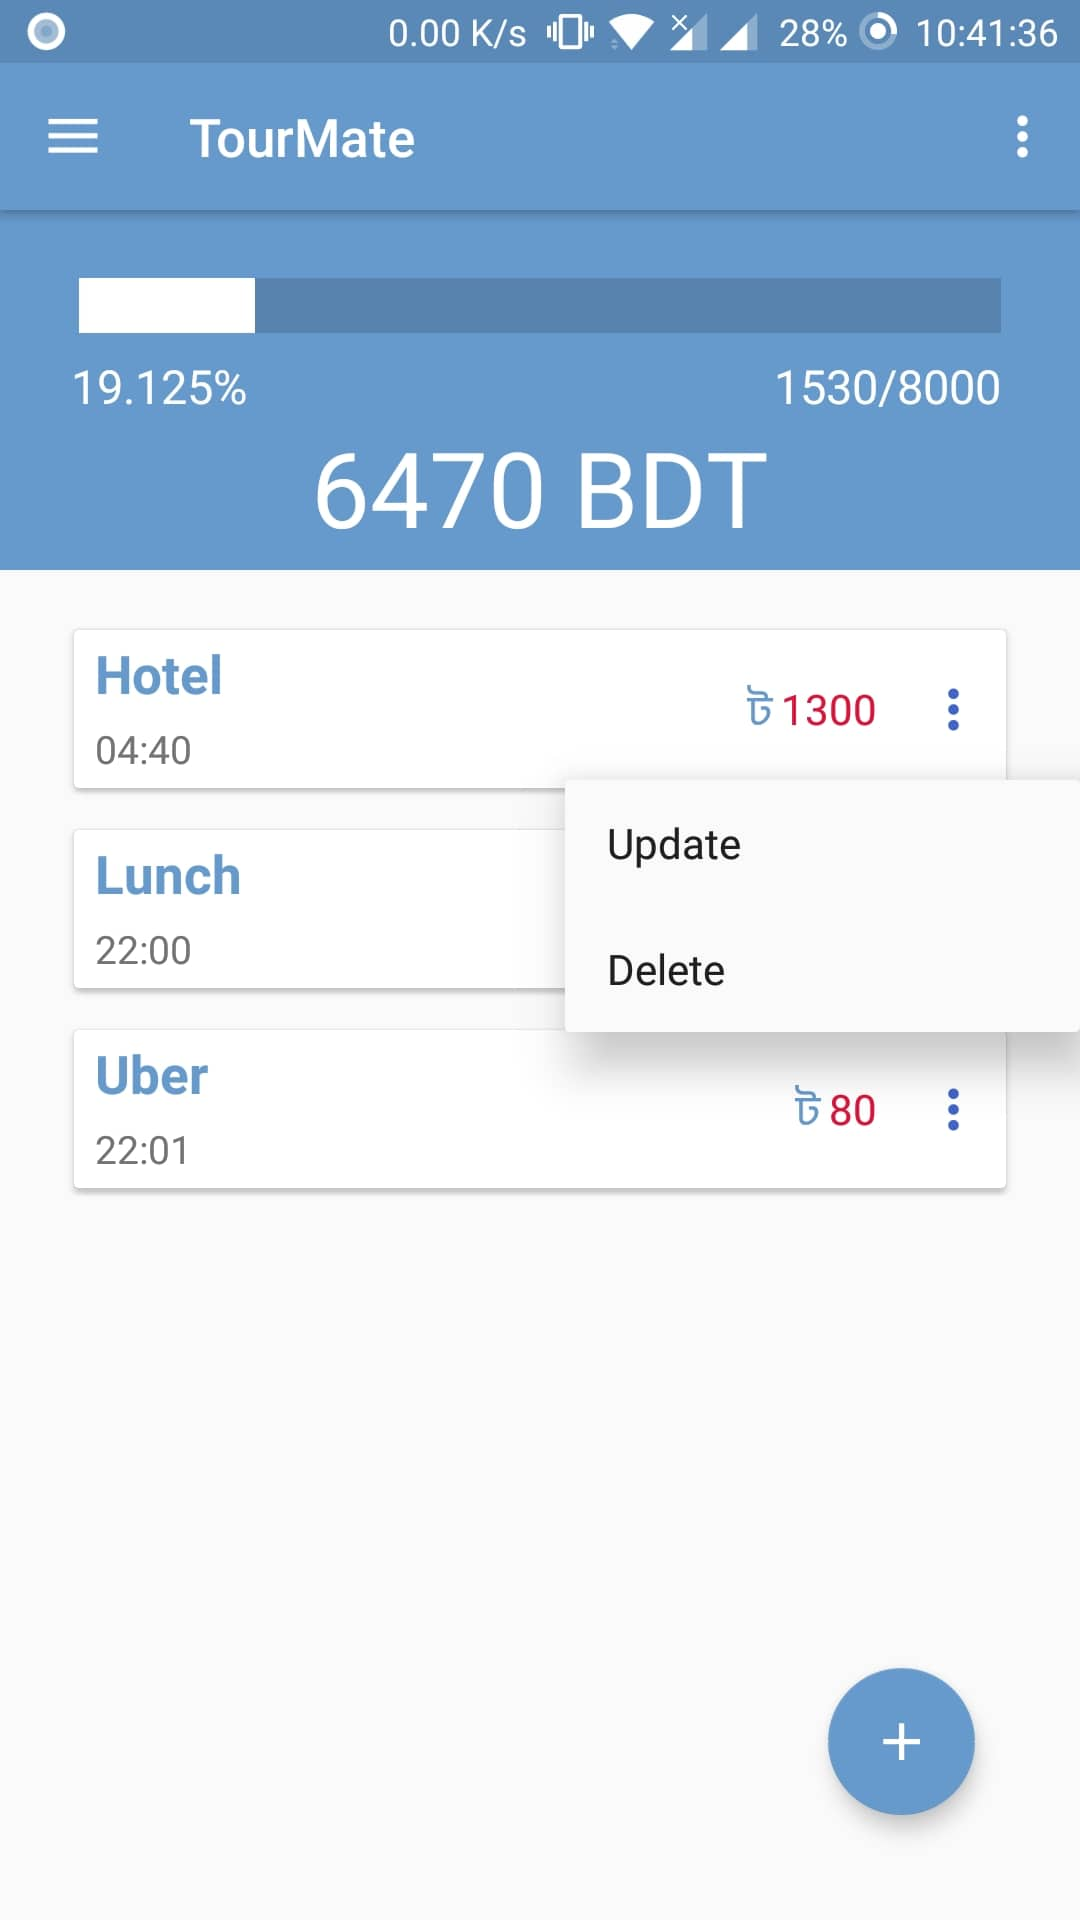 0.00 K/s 28% 10:41:36
TourMate
19.125% 1530/8000
6470 BDT
Hotel
৳ 1300
04:40
Update
Lunch
22:00
Delete
Uber
৳ 80
22:01